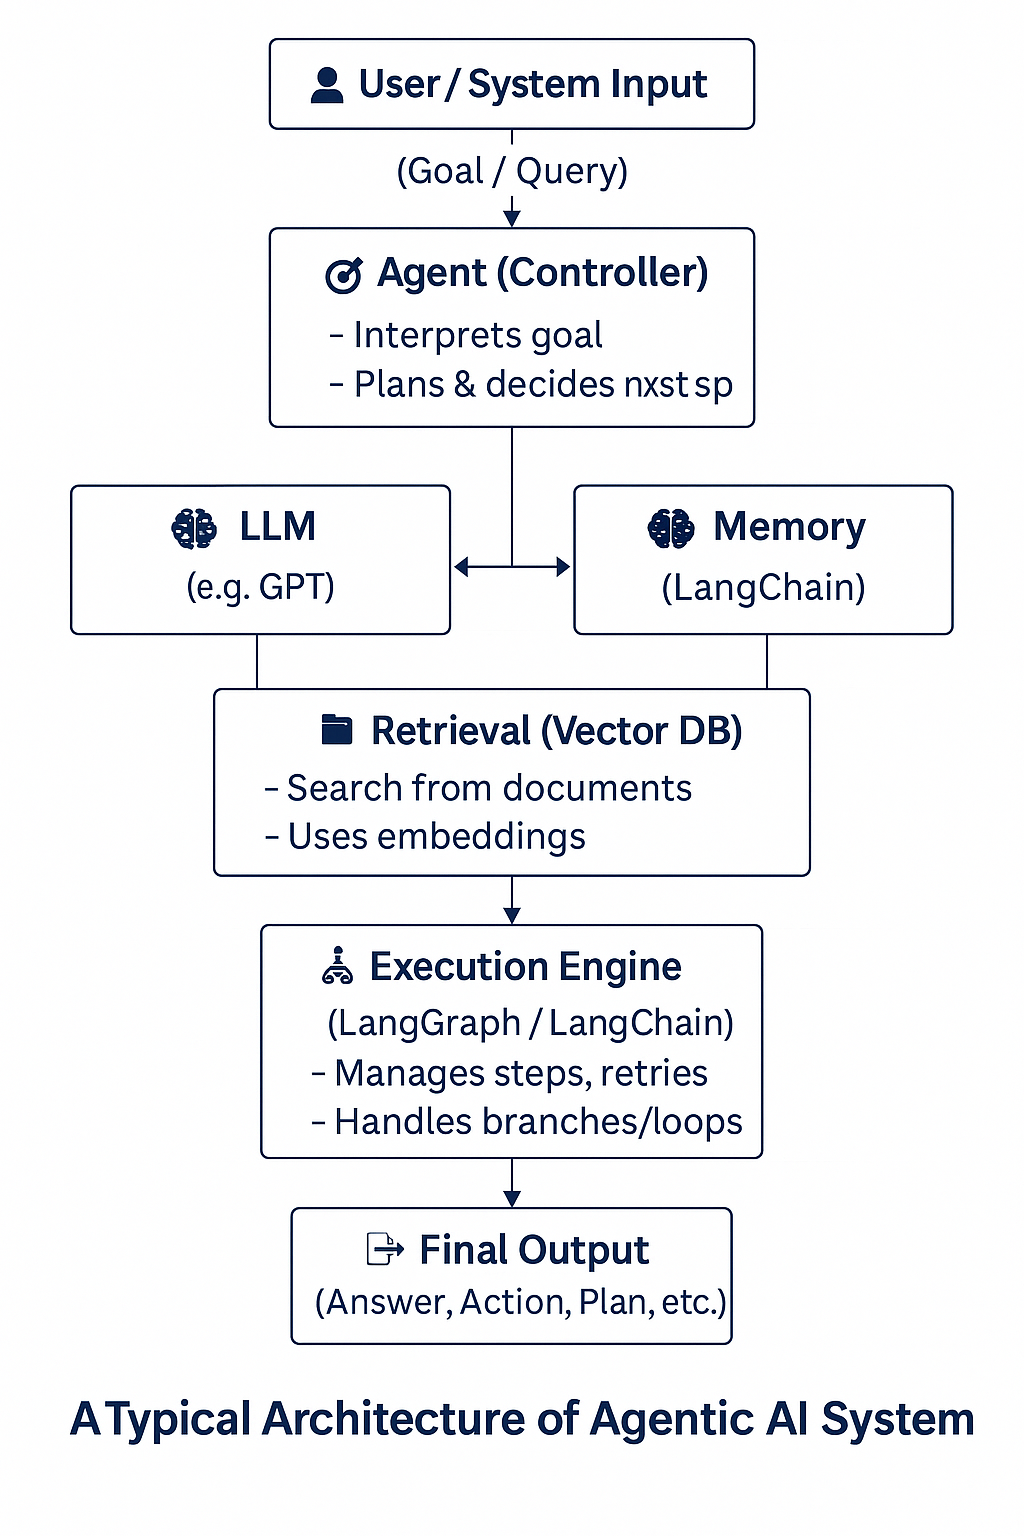 User / System Input
(Goal / Query)
Agent (Controller)
- Interprets goal
- Plans & decides nxst sp
LLM
(e.g. GPT)
Memory
(LangChain)
Retrieval (Vector DB)
- Search from documents
- Uses embeddings
Execution Engine
(LangGraph / LangChain)
- Manages steps, retries
- Handles branches/loops
Final Output
(Answer, Action, Plan, etc.)
A Typical Architecture of Agentic AI System